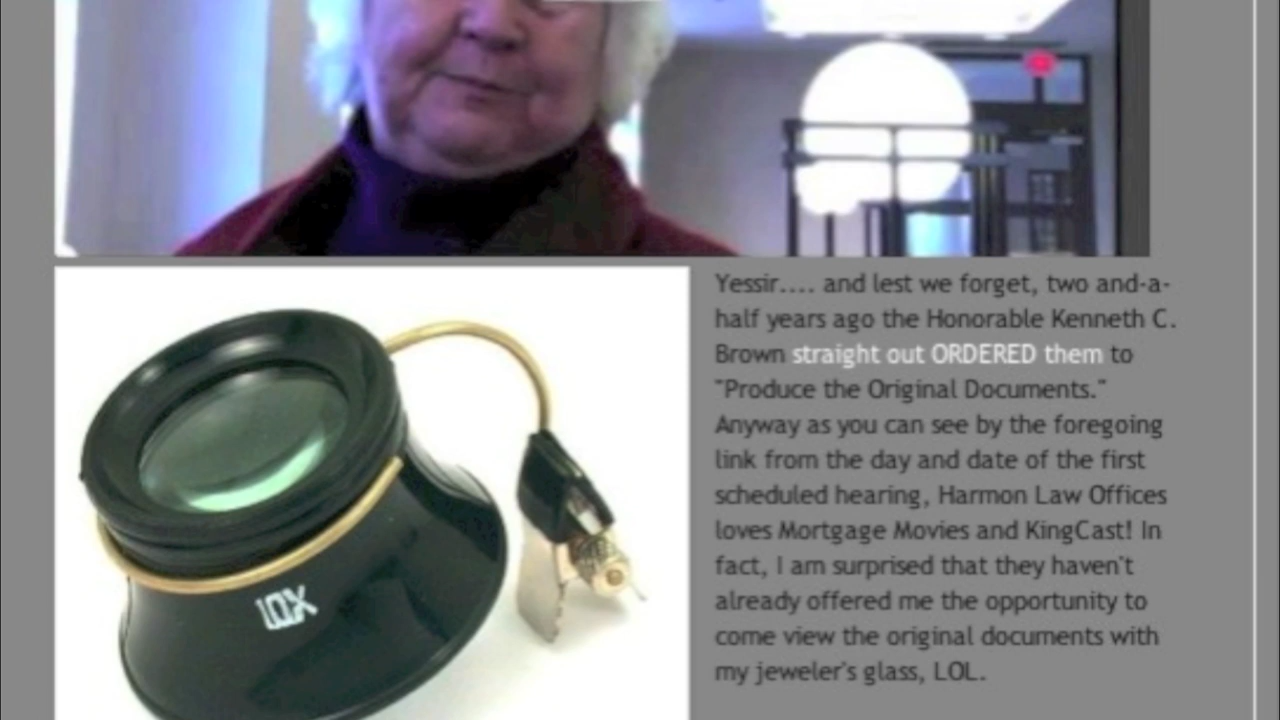 Yessir.... and lest we forget, two and-a-
half years ago the Honorable Kenneth C.
Brown straight out ORDERED them to
"Produce the Original Documents."
Anyway as you can see by the foregoing
link from the day and date of the first
scheduled hearing, Harmon Law Offices
loves Mortgage Movies and KingCast! In
fact, I am surprised that they haven't
already offered me the opportunity to
come view the original documents with
my jeweler's glass, LOL.
10X